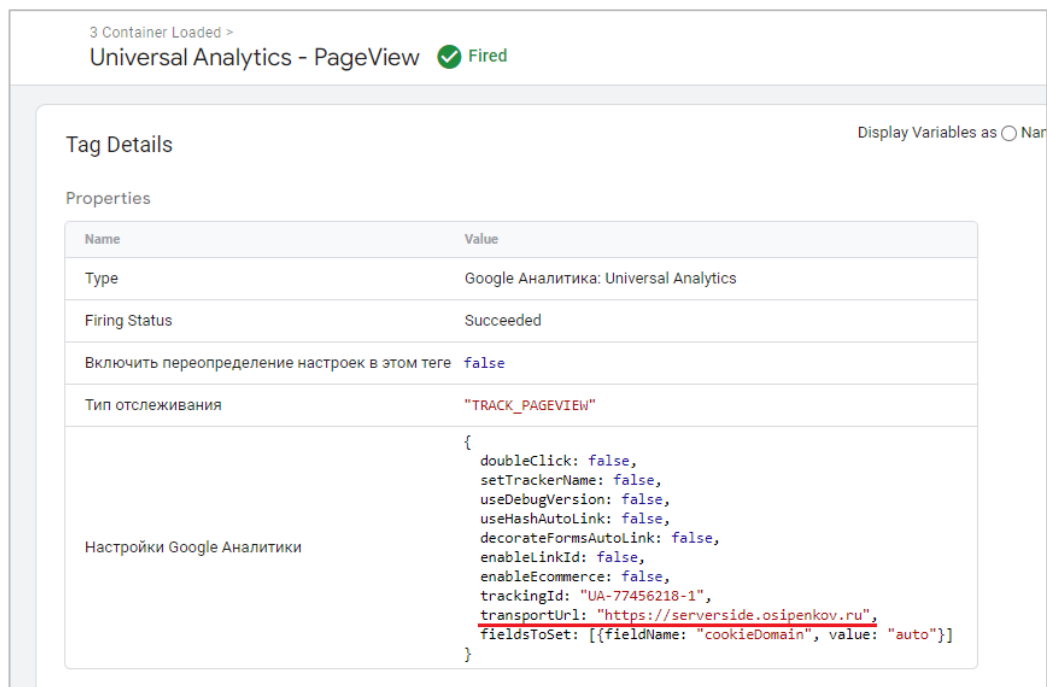 3 Container Loaded >
Universal Analytics - PageView Fired
Tag Details
Display Variables as
Properties
Name Value
Type Google Аналитика: Universal Analytics
Firing Status Succeeded
Включить переопределение настроек в этом теге false
Тип отслеживания "TRACK_PAGEVIEW"
Настройки Google Аналитики
{
doubleClick: false,
setTrackerName: false,
useDebugVersion: false,
useHashAutoLink: false,
decorateFormsAutoLink: false,
enableLinkId: false,
enableEcommerce: false,
trackingId: "UA-77456218-1",
transportUrl: "https://serverside.osipenkov.ru",
fieldsToSet: [{fieldName: "cookieDomain", value: "auto"}]
}